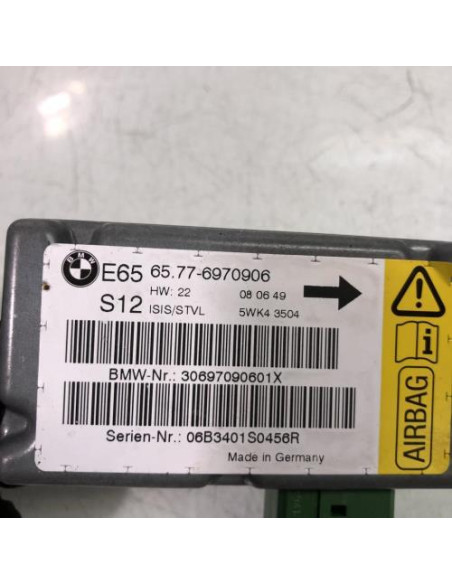 BMW
E65 65.77-6970906
HW: 22 08 06 49
S12 ISIS/STVL 5WK4 3504
BMW-Nr.: 30697090601X
Serien-Nr.: 06B3401S0456R
Made in Germany
AIRBAG